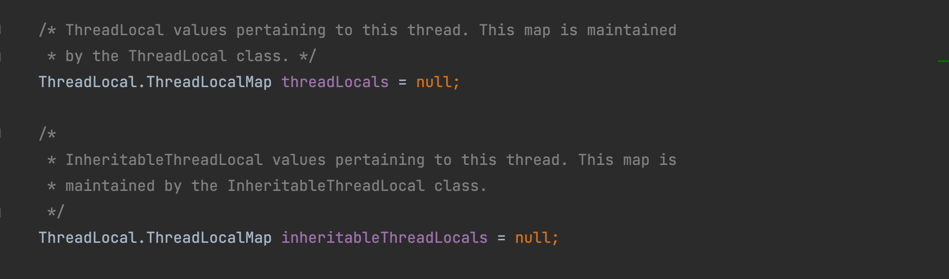 /* ThreadLocal values pertaining to this thread. This map is maintained
 * by the ThreadLocal class. */
ThreadLocal.ThreadLocalMap threadLocals = null;
/*
 * InheritableThreadLocal values pertaining to this thread. This map is
 * maintained by the InheritableThreadLocal class.
 */
ThreadLocal.ThreadLocalMap inheritableThreadLocals = null;